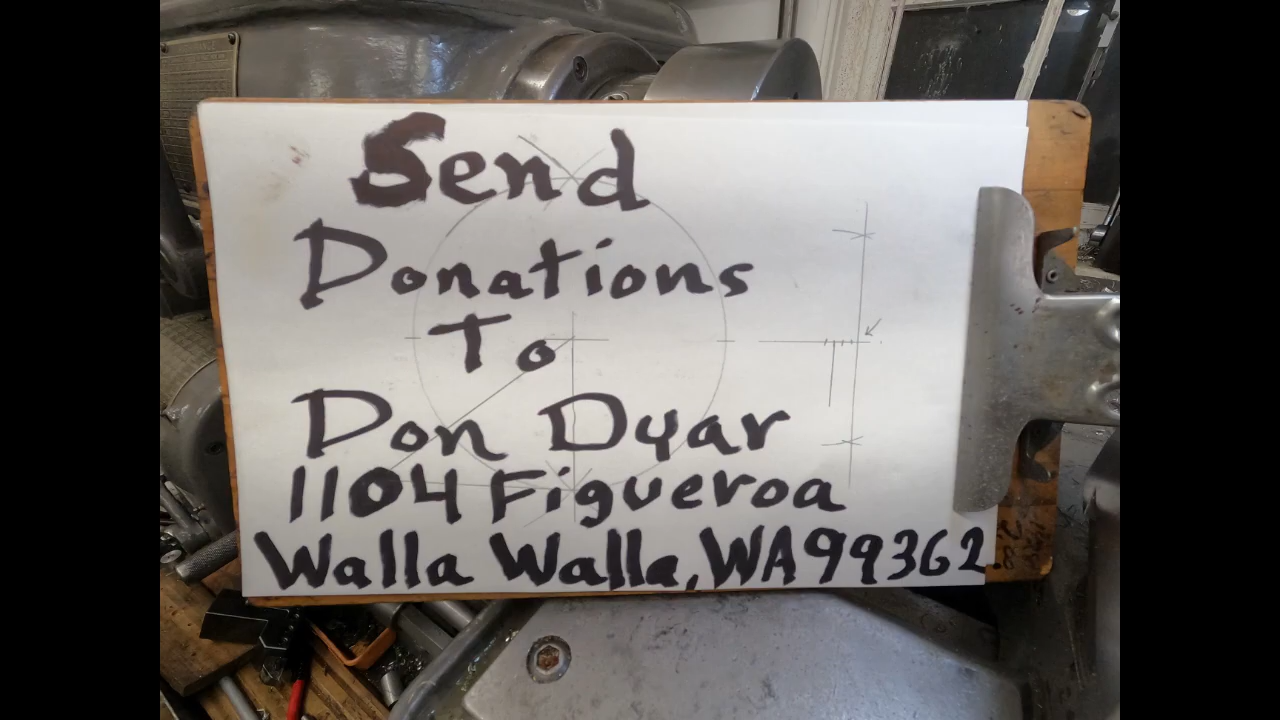 Send
Donations
To
Don Dyar
1104 Figueroa
Walla Walla, WA 99362.